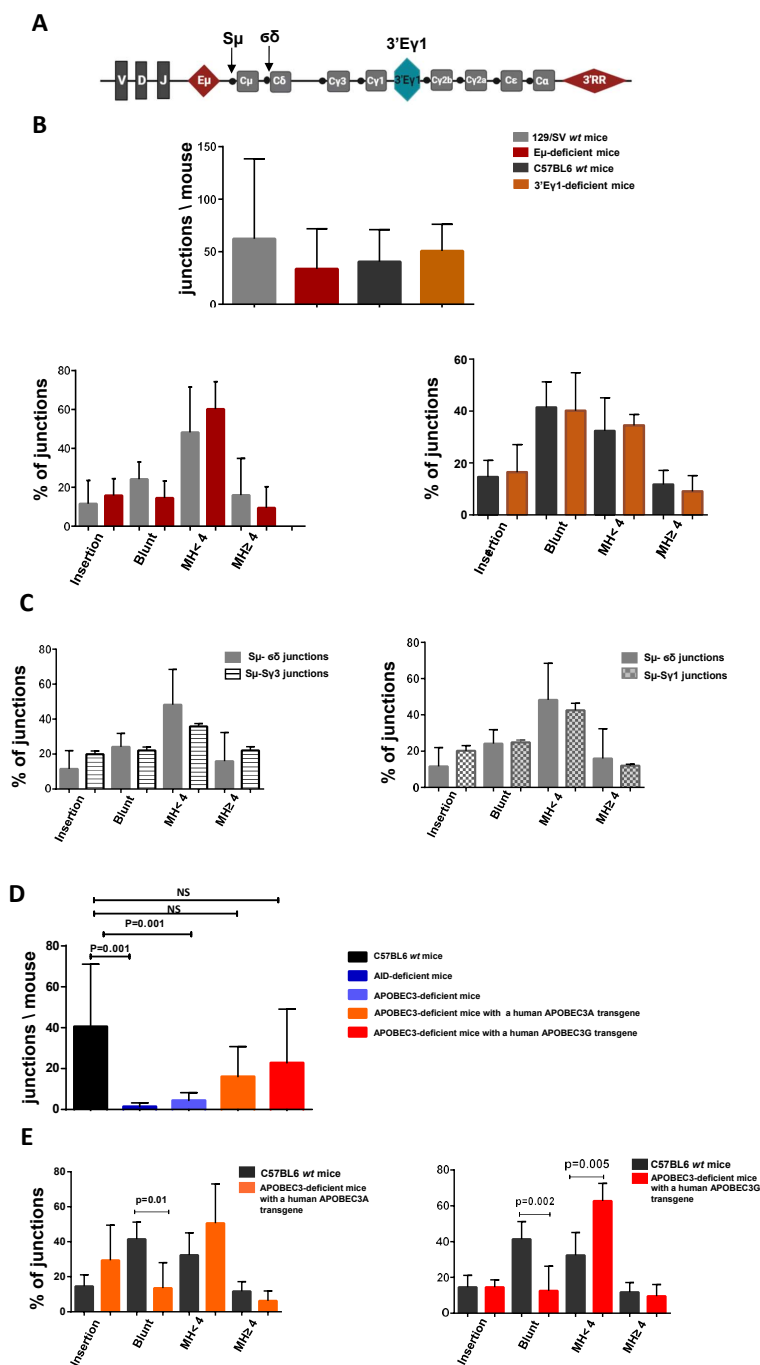 A
Sμ
σδ
3'Eγ1
V
D
J
Eμ
Cμ
Cδ
Cγ3
Cγ1
3'Eγ1
Cγ2b
Cγ2a
Cε
Cα
3'RR
B
junctions \ mouse
150
100
50
0
129/SV wt mice
Eμ-deficient mice
C57BL6 wt mice
3'Eγ1-deficient mice
% of junctions
80
60
40
20
0
Insertion
Blunt
MH< 4
MH≥ 4
% of junctions
60
40
20
0
Insertion
Blunt
MH< 4
MH≥ 4
C
% of junctions
80
60
40
20
0
Sμ- σδ junctions
Sμ-Sγ3 junctions
Insertion
Blunt
MH< 4
MH≥ 4
% of junctions
80
60
40
20
0
Sμ- σδ junctions
Sμ-Sγ1 junctions
Insertion
Blunt
MH< 4
MH≥ 4
D
NS
NS
P=0.001
P=0.001
junctions \ mouse
80
60
40
20
0
C57BL6 wt mice
AID-deficient mice
APOBEC3-deficient mice
APOBEC3-deficient mice with a human APOBEC3A transgene
APOBEC3-deficient mice with a human APOBEC3G transgene
E
% of junctions
80
60
40
20
0
p=0.01
C57BL6 wt mice
APOBEC3-deficient mice
with a human APOBEC3A
transgene
Insertion
Blunt
MH< 4
MH≥ 4
80
60
40
20
0
p=0.002
p=0.005
C57BL6 wt mice
APOBEC3-deficient mice
with a human APOBEC3G
transgene
Insertion
Blunt
MH< 4
MH≥ 4